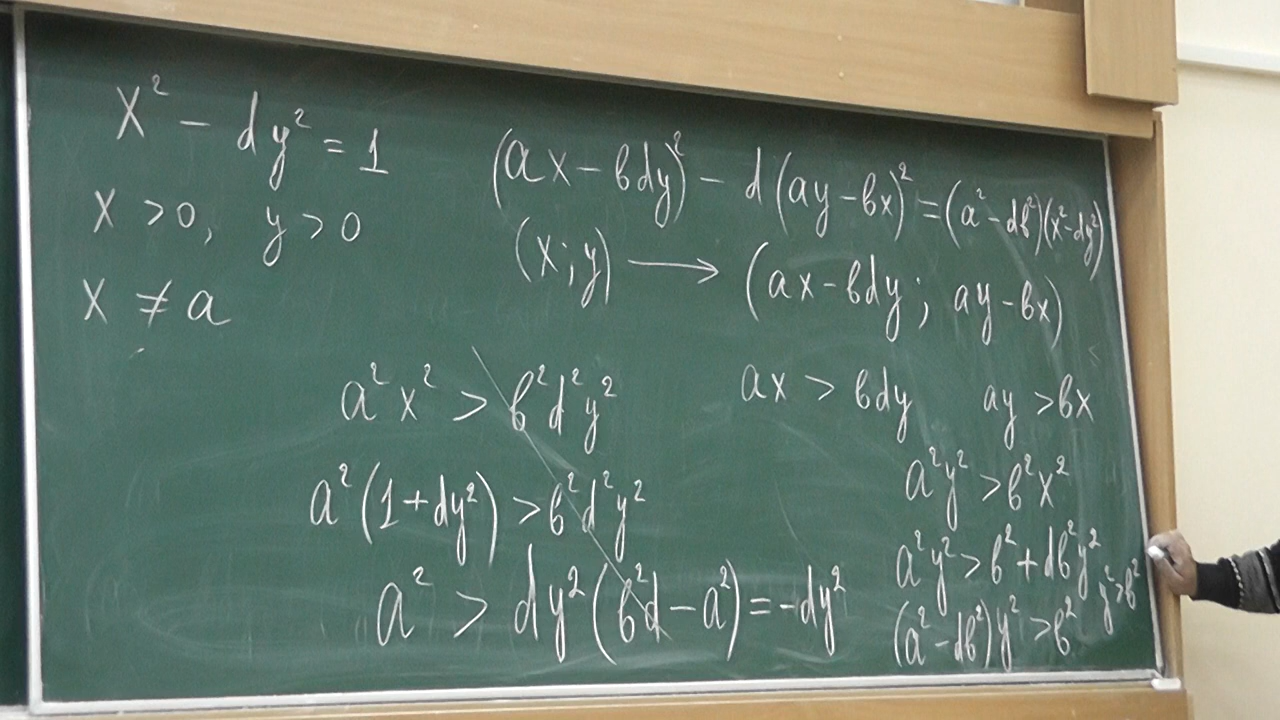 x² − dy² = 1
x > 0, y > 0
x ≠ a
(ax − bdy)² − d(ay − bx)² = (a² − db²)(x² − dy²)
(x; y) ⟶ (ax − bdy; ay − bx)
a²x² > b²d²y²
a²(1 + dy²) > b²d²y²
a² > dy²(b²d − a²) = −dy²
ax > bdy ay > bx
a²y² > b²x²
a²y² > b² + db²y²
(a² − db²)y² > b² y² > b²